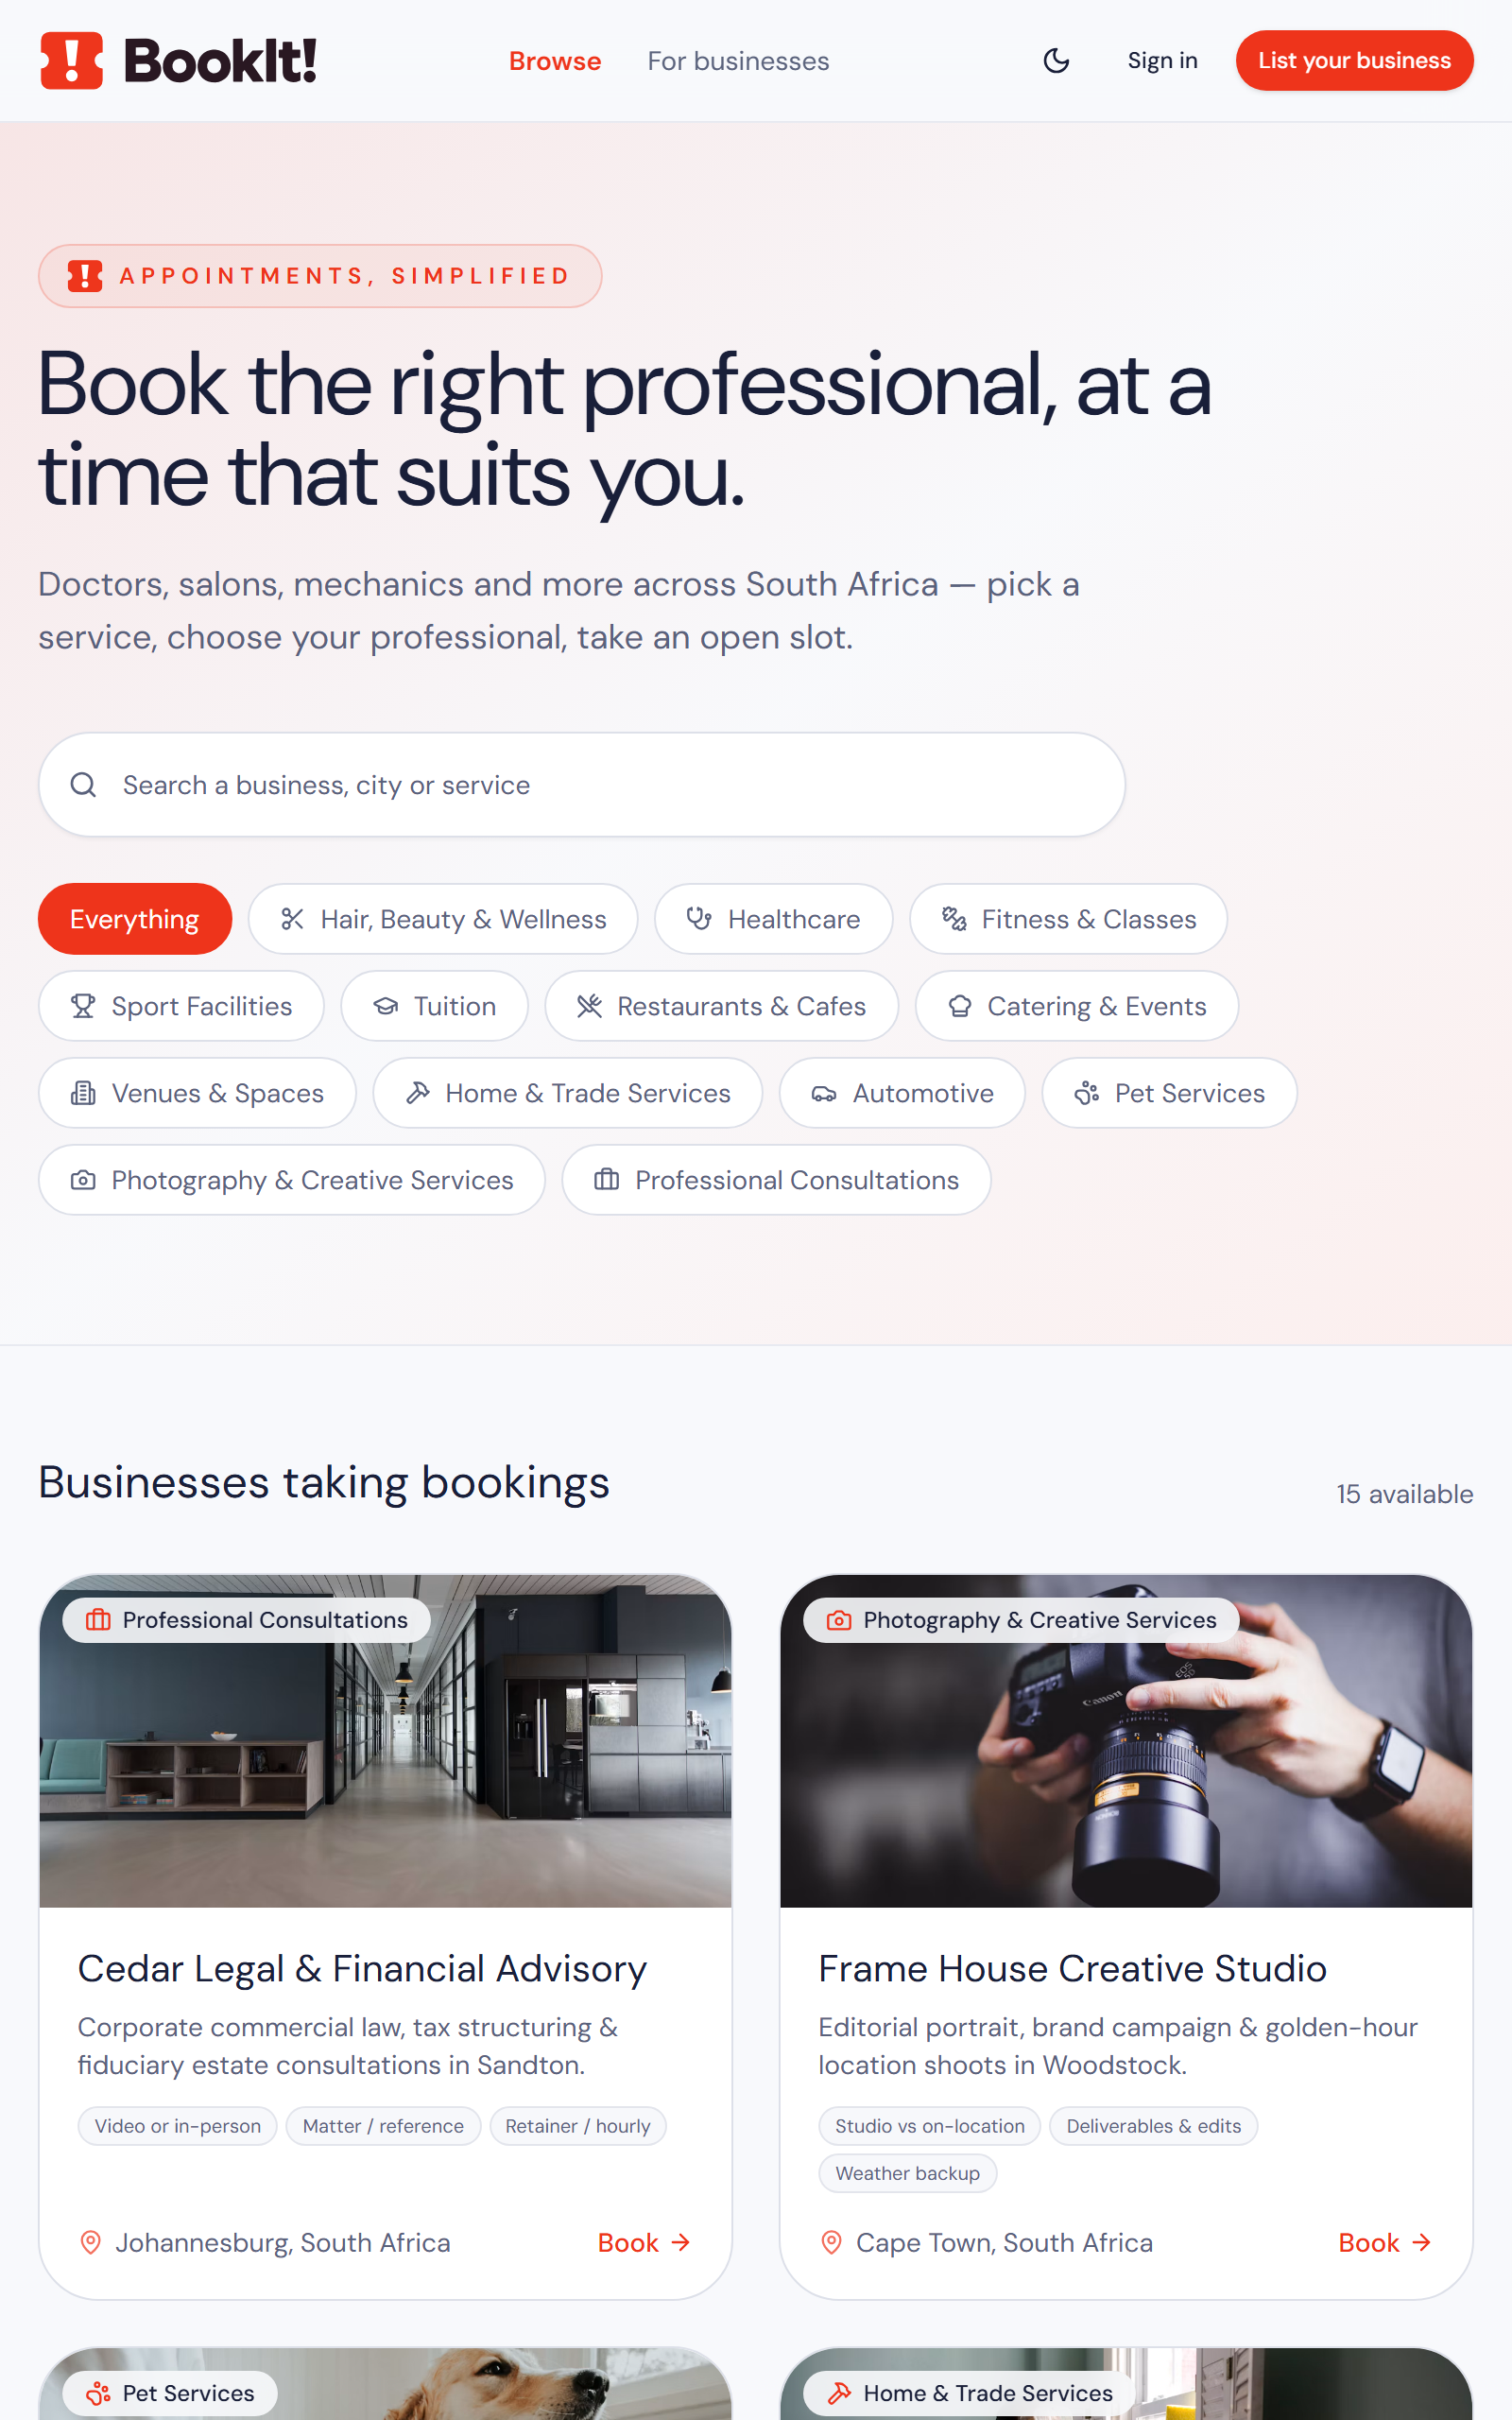 BookIt!
Browse
For businesses
Sign in
List your business
APPOINTMENTS, SIMPLIFIED
Book the right professional, at a
time that suits you.
Doctors, salons, mechanics and more across South Africa — pick a
service, choose your professional, take an open slot.
Search a business, city or service
Everything
Hair, Beauty & Wellness
Healthcare
Fitness & Classes
Sport Facilities
Tuition
Restaurants & Cafes
Catering & Events
Venues & Spaces
Home & Trade Services
Automotive
Pet Services
Photography & Creative Services
Professional Consultations
Businesses taking bookings
15 available
Professional Consultations
Cedar Legal & Financial Advisory
Corporate commercial law, tax structuring &
fiduciary estate consultations in Sandton.
Video or in-person
Matter / reference
Retainer / hourly
Johannesburg, South Africa
Book →
Photography & Creative Services
Canon
EOS
Frame House Creative Studio
Editorial portrait, brand campaign & golden-hour
location shoots in Woodstock.
Studio vs on-location
Deliverables & edits
Weather backup
Cape Town, South Africa
Book →
Pet Services
Home & Trade Services